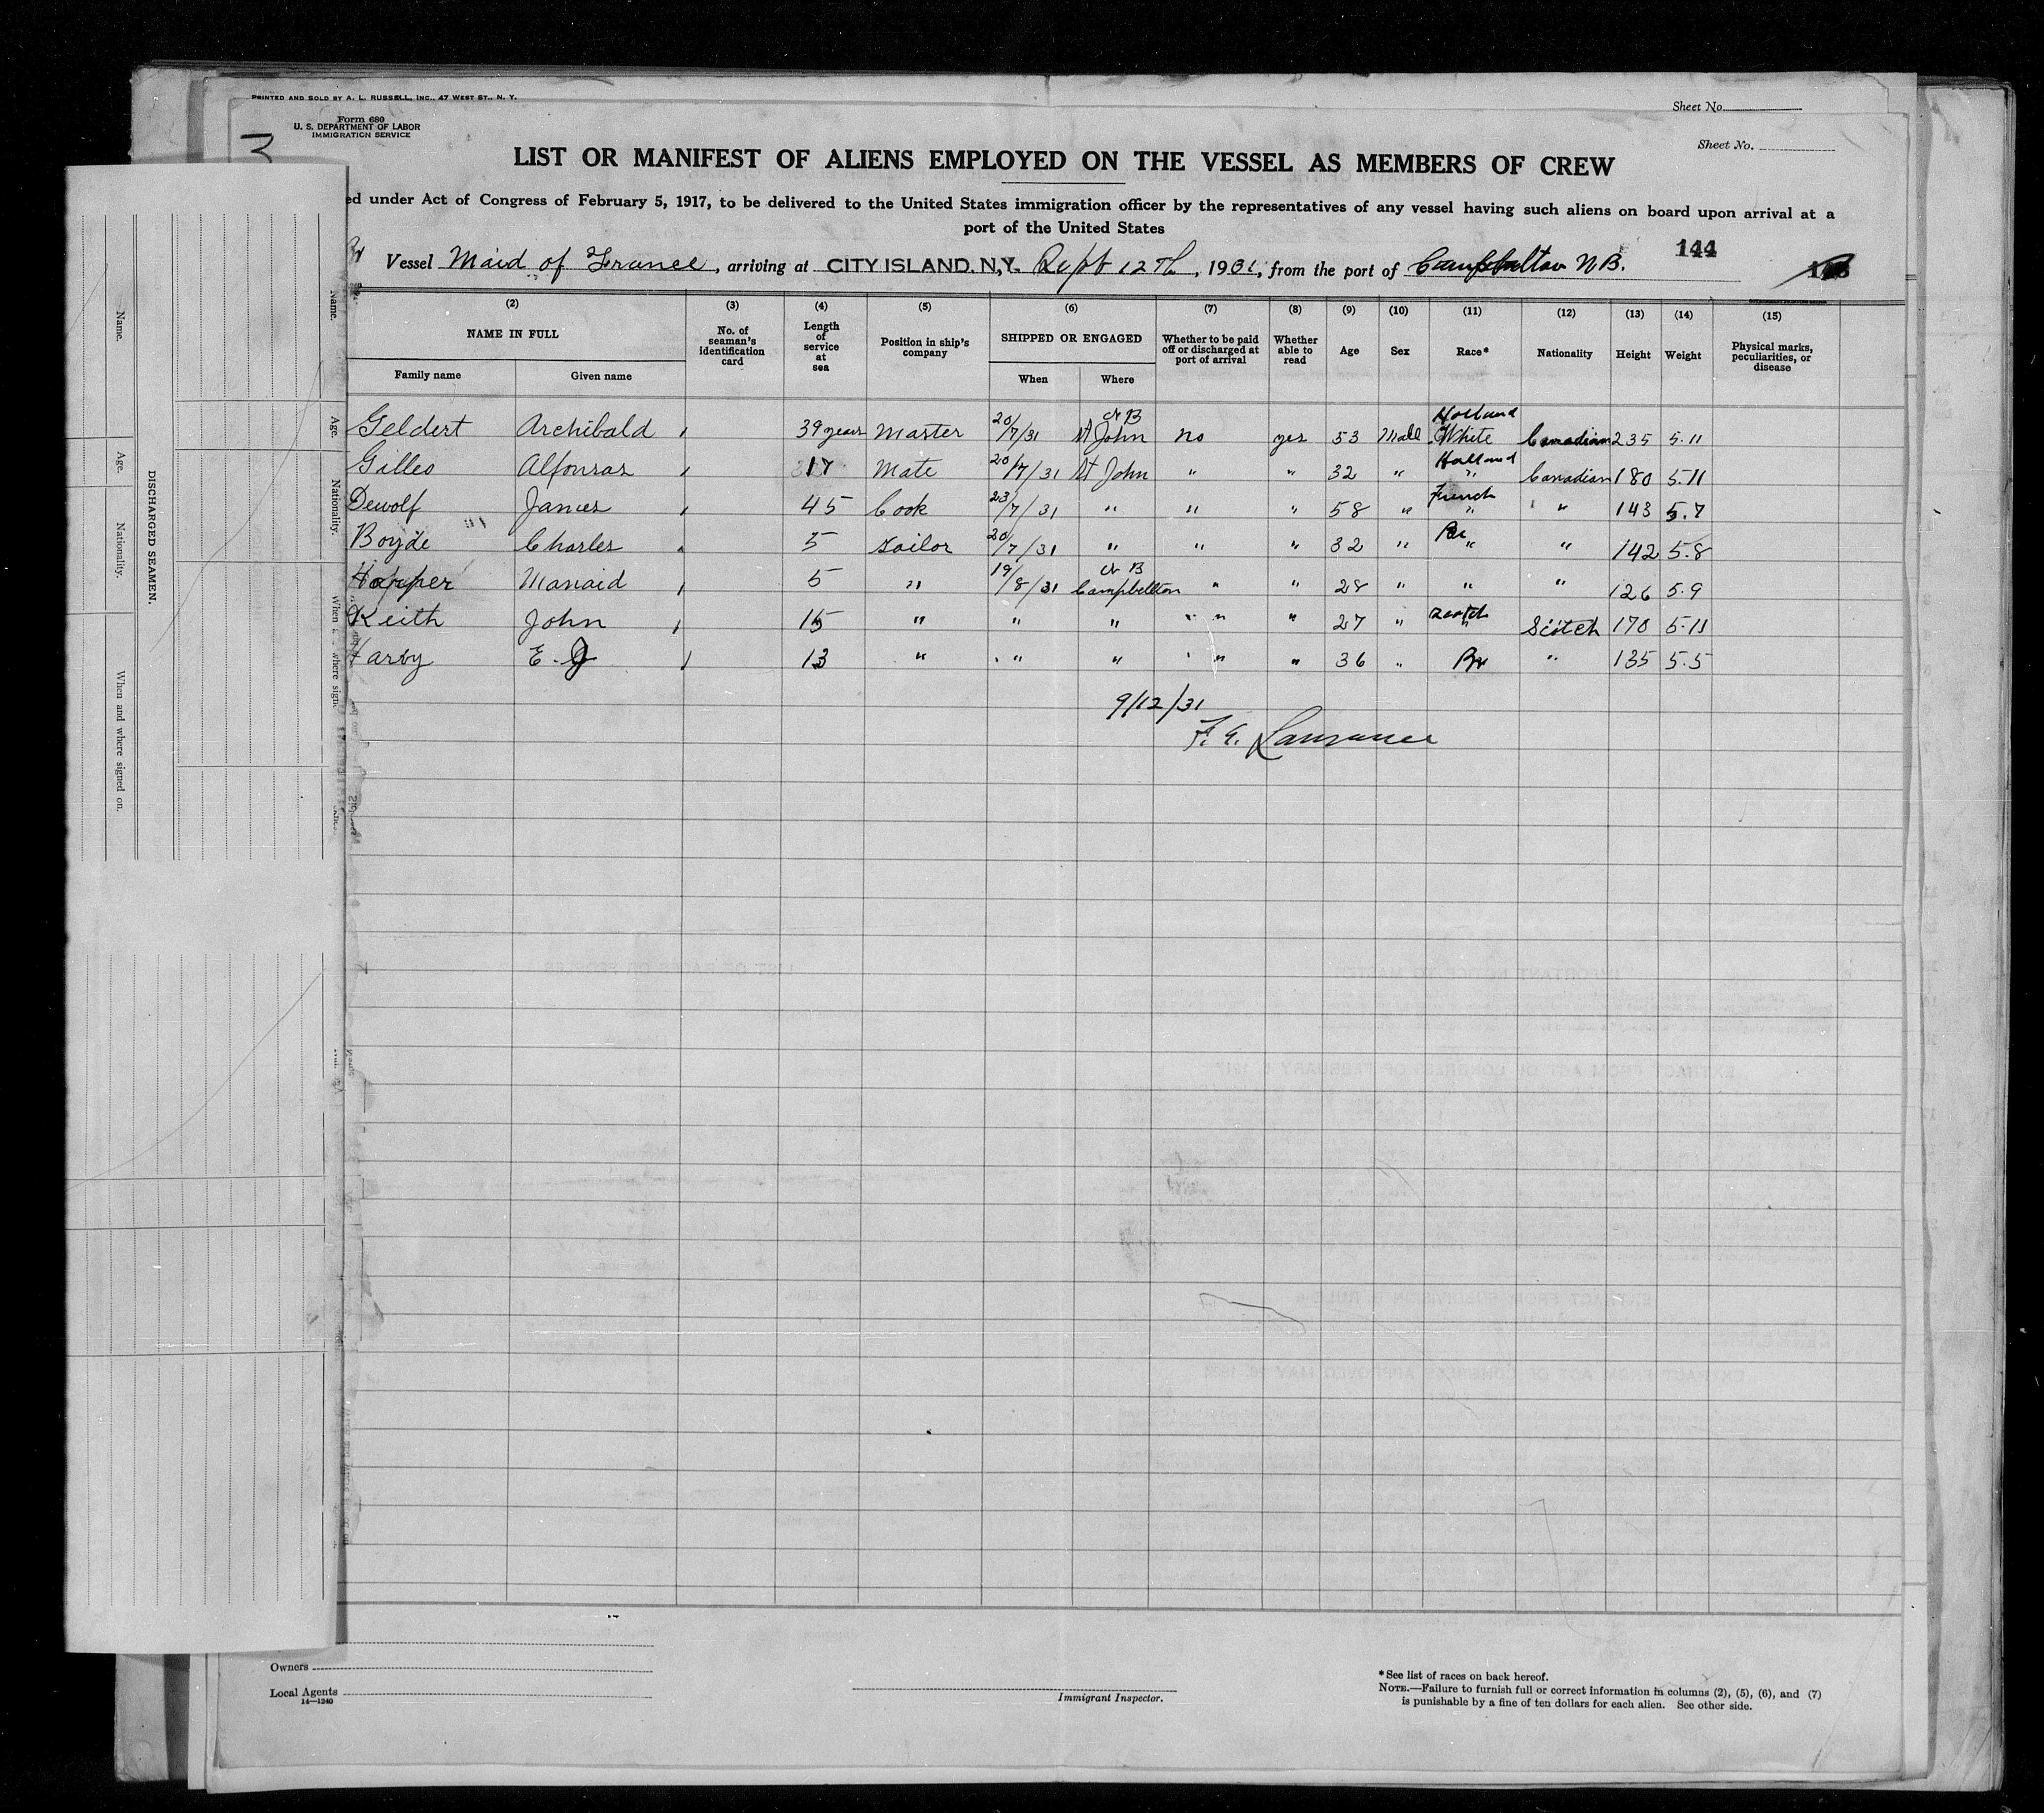 PRINTED AND SOLD BY A. L. RUSSELL, INC., 47 WEST ST., N. Y.
Sheet No.
Form 680
U. S. DEPARTMENT OF LABOR
IMMIGRATION SERVICE
Sheet No.
LIST OR MANIFEST OF ALIENS EMPLOYED ON THE VESSEL AS MEMBERS OF CREW
ed under Act of Congress of February 5, 1917, to be delivered to the United States immigration officer by the representatives of any vessel having such aliens on board upon arrival at a
port of the United States
144
Vessel Maid of France, arriving at CITY ISLAND, N.Y. Sept 12th, 1931, from the port of Campbellton N B.
(2) (3) (4) (5) (6) (7) (8) (9) (10) (11) (12) (13) (14) (15)
NAME IN FULL
Family name
Given name
No. of seaman's identification card
Length of service at sea
Position in ship's company
SHIPPED OR ENGAGED
When
Where
Whether to be paid off or discharged at port of arrival
Whether able to read
Age
Sex
Race*
Nationality
Height
Weight
Physical marks, peculiarities, or disease
Geldert Archibald 39 years Master 20/7/31 St John N B no yes 53 Male Holland White Canadian 235 5.11
Gilles 17 Mate 20/7/31 St John " " 32 " Holland " Canadian 180 5.11
Dewolf James 45 Cook 23/7/31 " " " 58 " French " " 143 5.7
Boyde Charles 5 Sailor 20/7/31 " " " 32 " " " 142 5.8
Harper 5 " 19/8/31 Campbellton N B " " 28 " " " 126 5.9
Keith John 15 " " " " " 27 " Scotch " Scotch 170 5.11
E. J 13 " " " " " 36 " Br " 135 5.5
9/12/31
F. E.
DISCHARGED SEAMEN.
Name.
Age.
Nationality.
When and where signed on.
Name.
Age.
Nationality.
Owners
Local Agents
14—1240
Immigrant Inspector.
*See list of races on back hereof.
NOTE.—Failure to furnish full or correct information in columns (2), (5), (6), and (7)
is punishable by a fine of ten dollars for each alien. See other side.